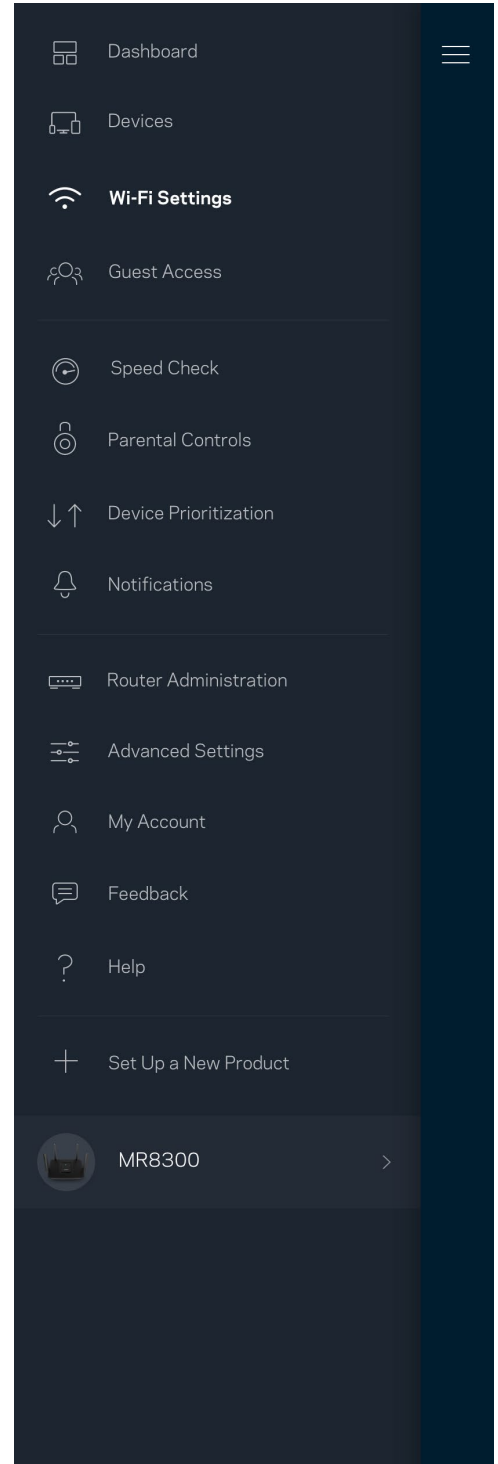 Dashboard
Devices
Wi-Fi Settings
Guest Access
Speed Check
Parental Controls
Device Prioritization
Notifications
Router Administration
Advanced Settings
My Account
Feedback
Help
Set Up a New Product
MR8300